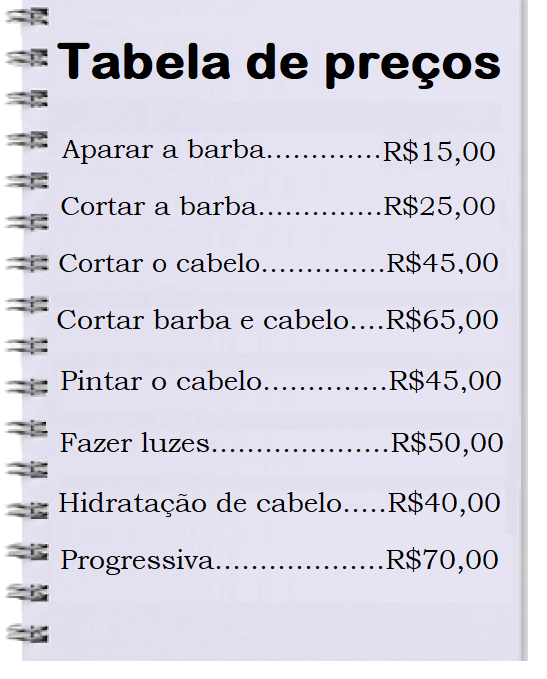 Tabela de preços
Aparar a barba.............R$15,00
Cortar a barba..............R$25,00
Cortar o cabelo..............R$45,00
Cortar barba e cabelo....R$65,00
Pintar o cabelo..............R$45,00
Fazer luzes....................R$50,00
Hidratação de cabelo.....R$40,00
Progressiva...................R$70,00